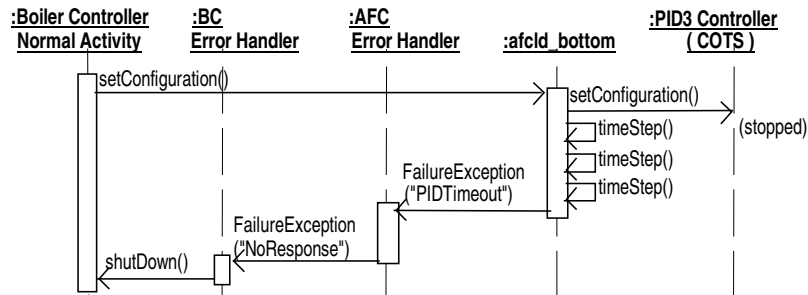 :Boiler Controller
Normal Activity
:BC
Error Handler
:AFC
Error Handler
:afcId_bottom
:PID3 Controller
( COTS )
setConfiguration()
setConfiguration()
timeStep()
(stopped)
timeStep()
timeStep()
FailureException
("PIDTimeout")
FailureException
("NoResponse")
shutDown()